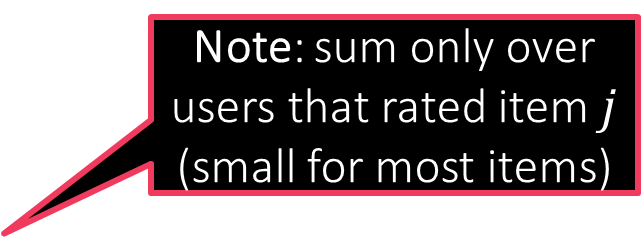 Note: sum only over
users that rated item j
(small for most items)